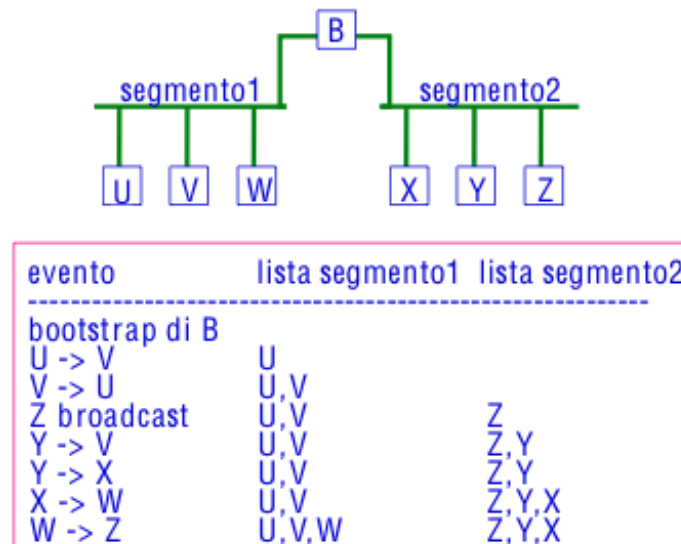 B
segmento1 segmento2
U V W X Y Z
evento lista segmento1 lista segmento2
------------------------------------------------------------
bootstrap di B
U -> V U
V -> U U,V
Z broadcast U,V Z
Y -> V U,V Z,Y
Y -> X U,V Z,Y
X -> W U,V Z,Y,X
W -> Z U,V,W Z,Y,X